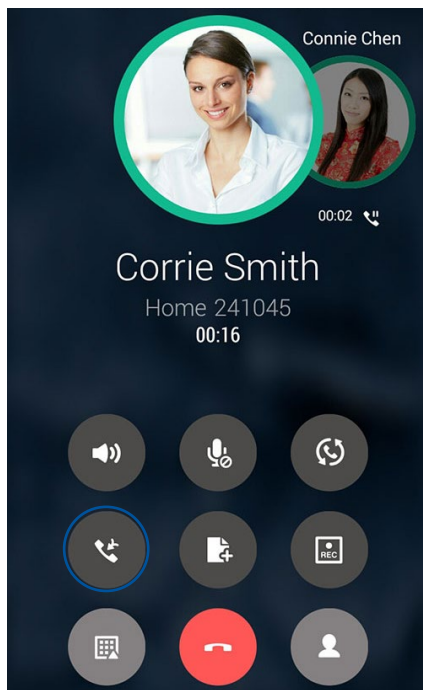 Connie Chen
00:02
Corrie Smith
Home 241045
00:16
REC